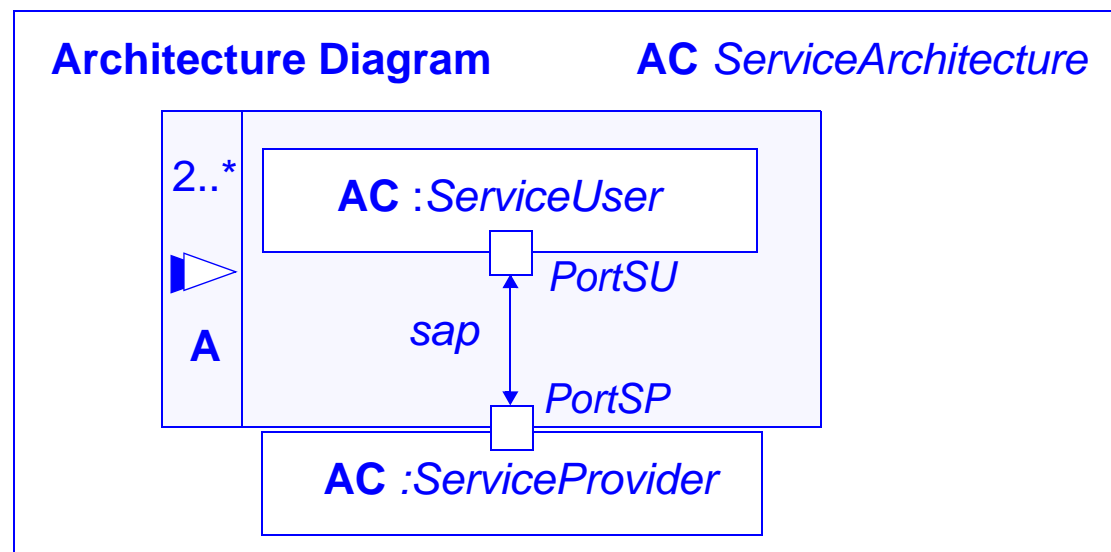 Architecture Diagram
AC ServiceArchitecture
2..*
AC :ServiceUser
PortSU
sap
A
PortSP
AC :ServiceProvider